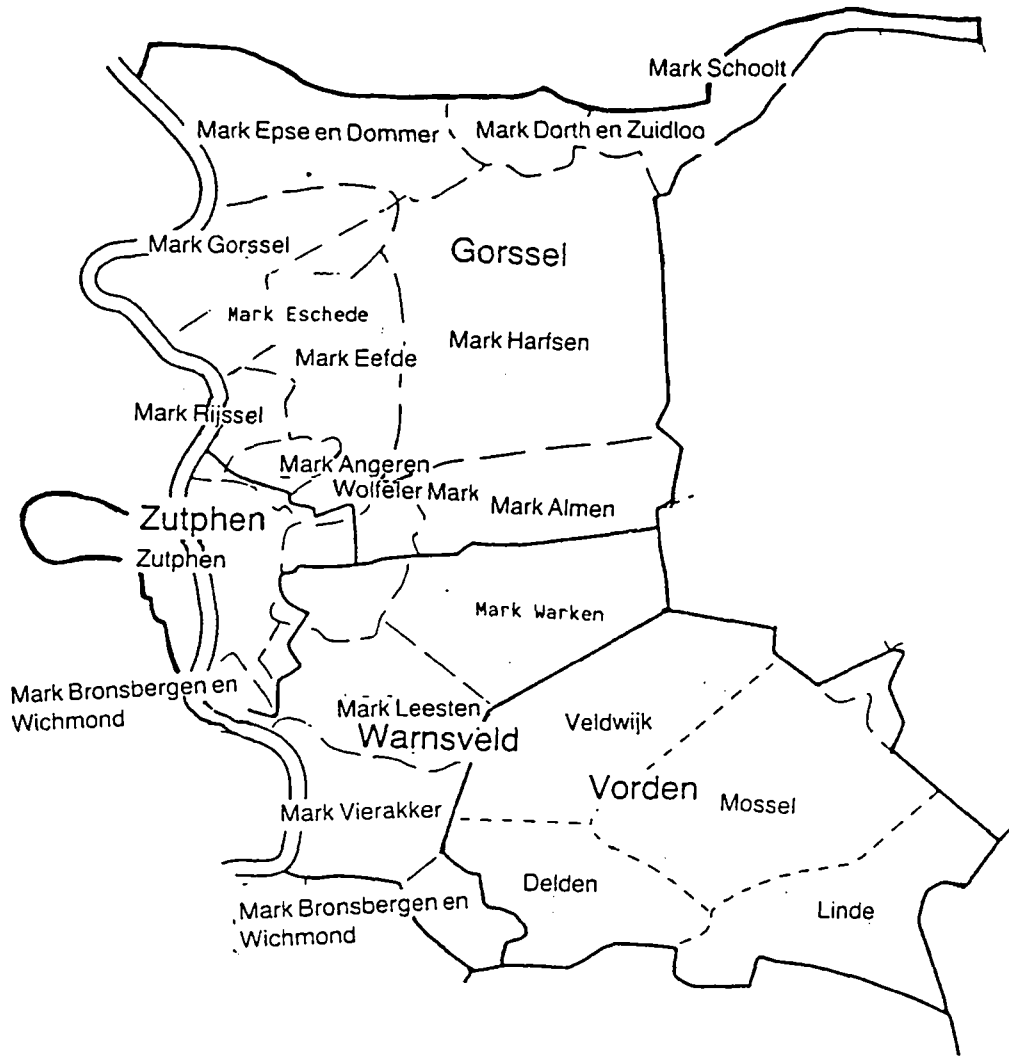 Mark Schoolt
Mark Epse en Dommer
Mark Dorth en Zuidloo
Mark Gorssel
Gorssel
Mark Eschede
Mark Harfsen
Mark Eefde
Mark Rijssel
Mark Angeren
Wolfeler Mark
Mark Almen
Zutphen
Zutphen
Mark Warken
Mark Bronsbergen en
Wichmond
Mark Leesten
Veldwijk
Warnsveld
Vorden
Mossel
Mark Vierakker
Delden
Linde
Mark Bronsbergen en
Wichmond